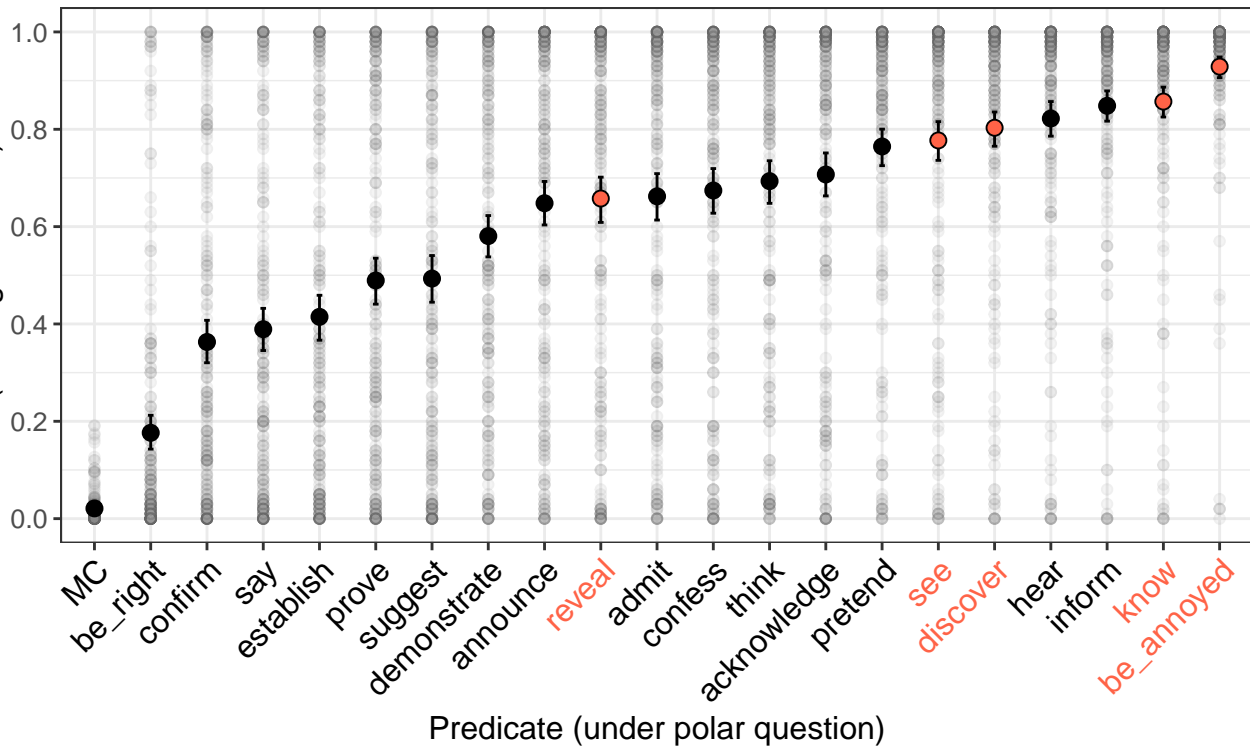 1.0
0.8
0.6
0.4
0.2
0.0
MC
be_right
confirm
say
establish
prove
suggest
demonstrate
announce
reveal
admit
confess
think
acknowledge
pretend
see
discover
hear
inform
know
be_annoyed
Predicate (under polar question)